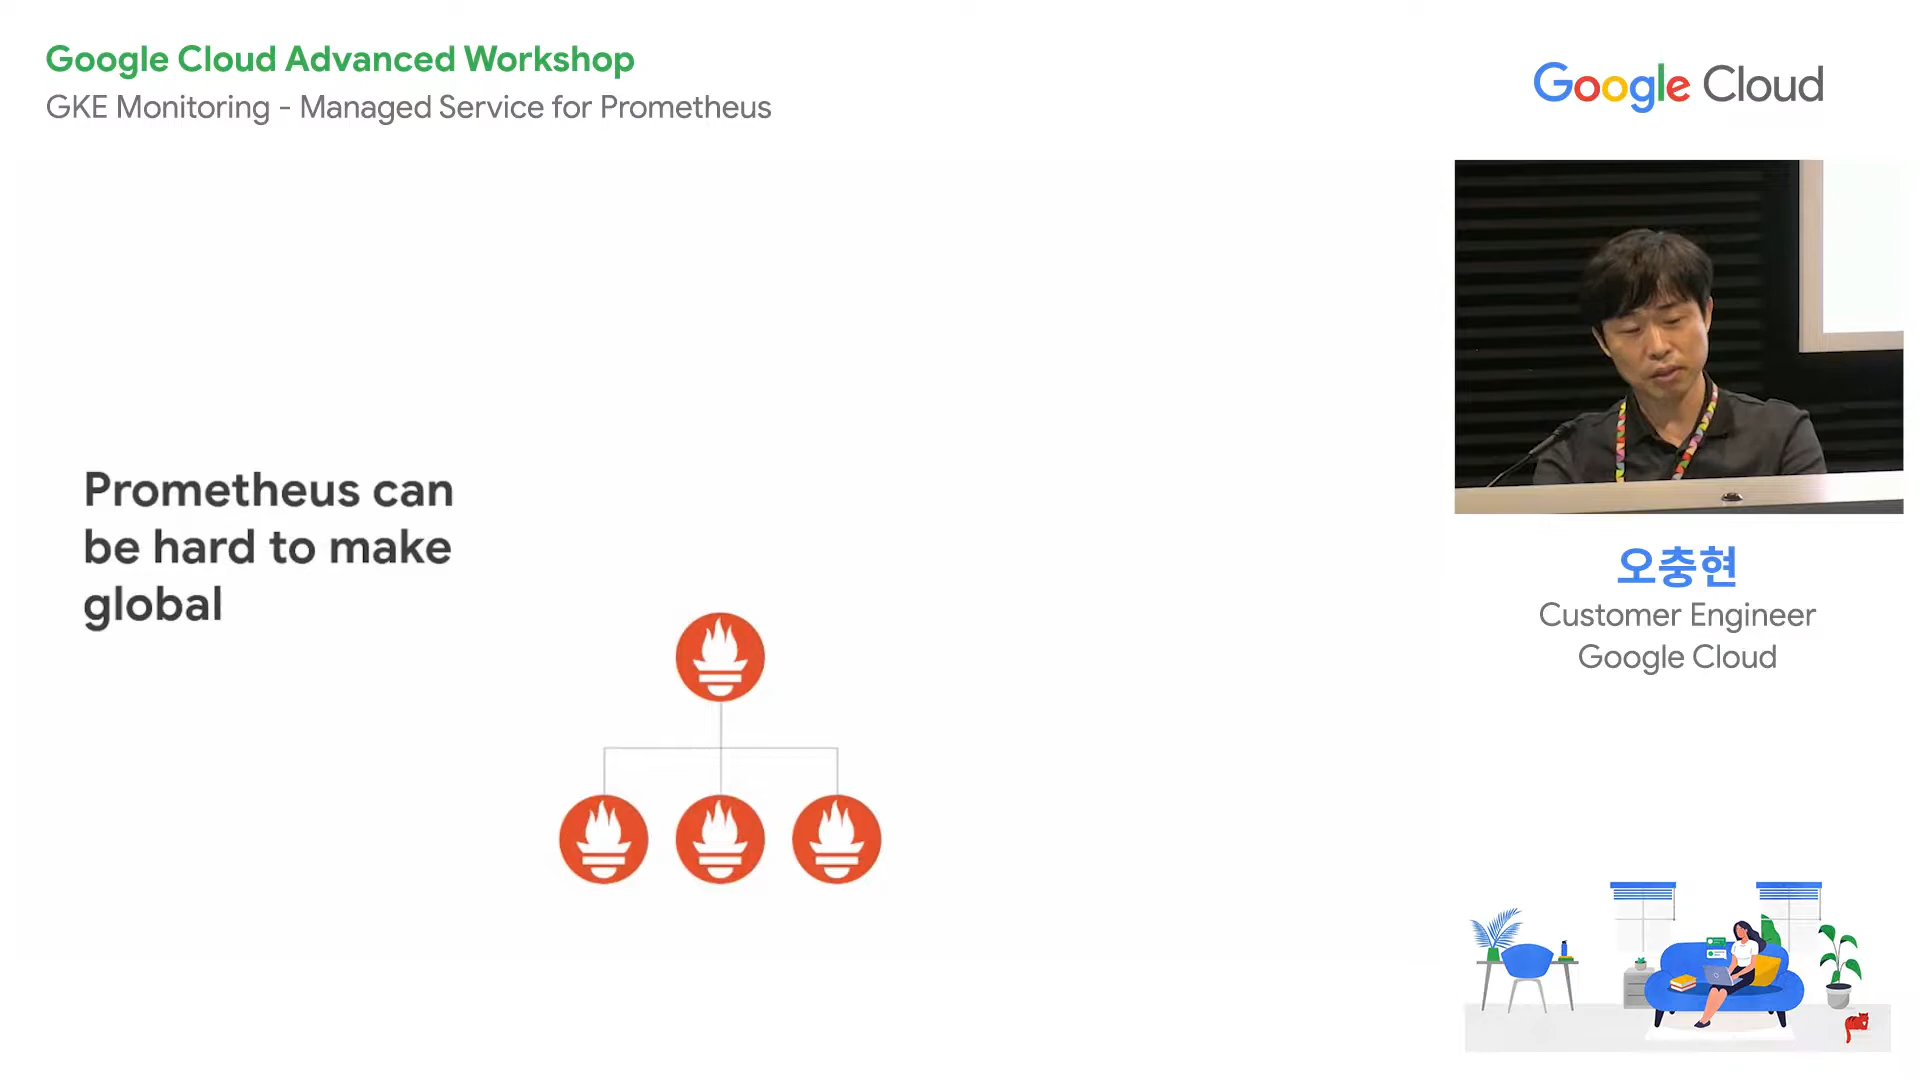 Google Cloud Advanced Workshop
GKE Monitoring - Managed Service for Prometheus
Google Cloud
Prometheus can
be hard to make
global
오충현
Customer Engineer
Google Cloud